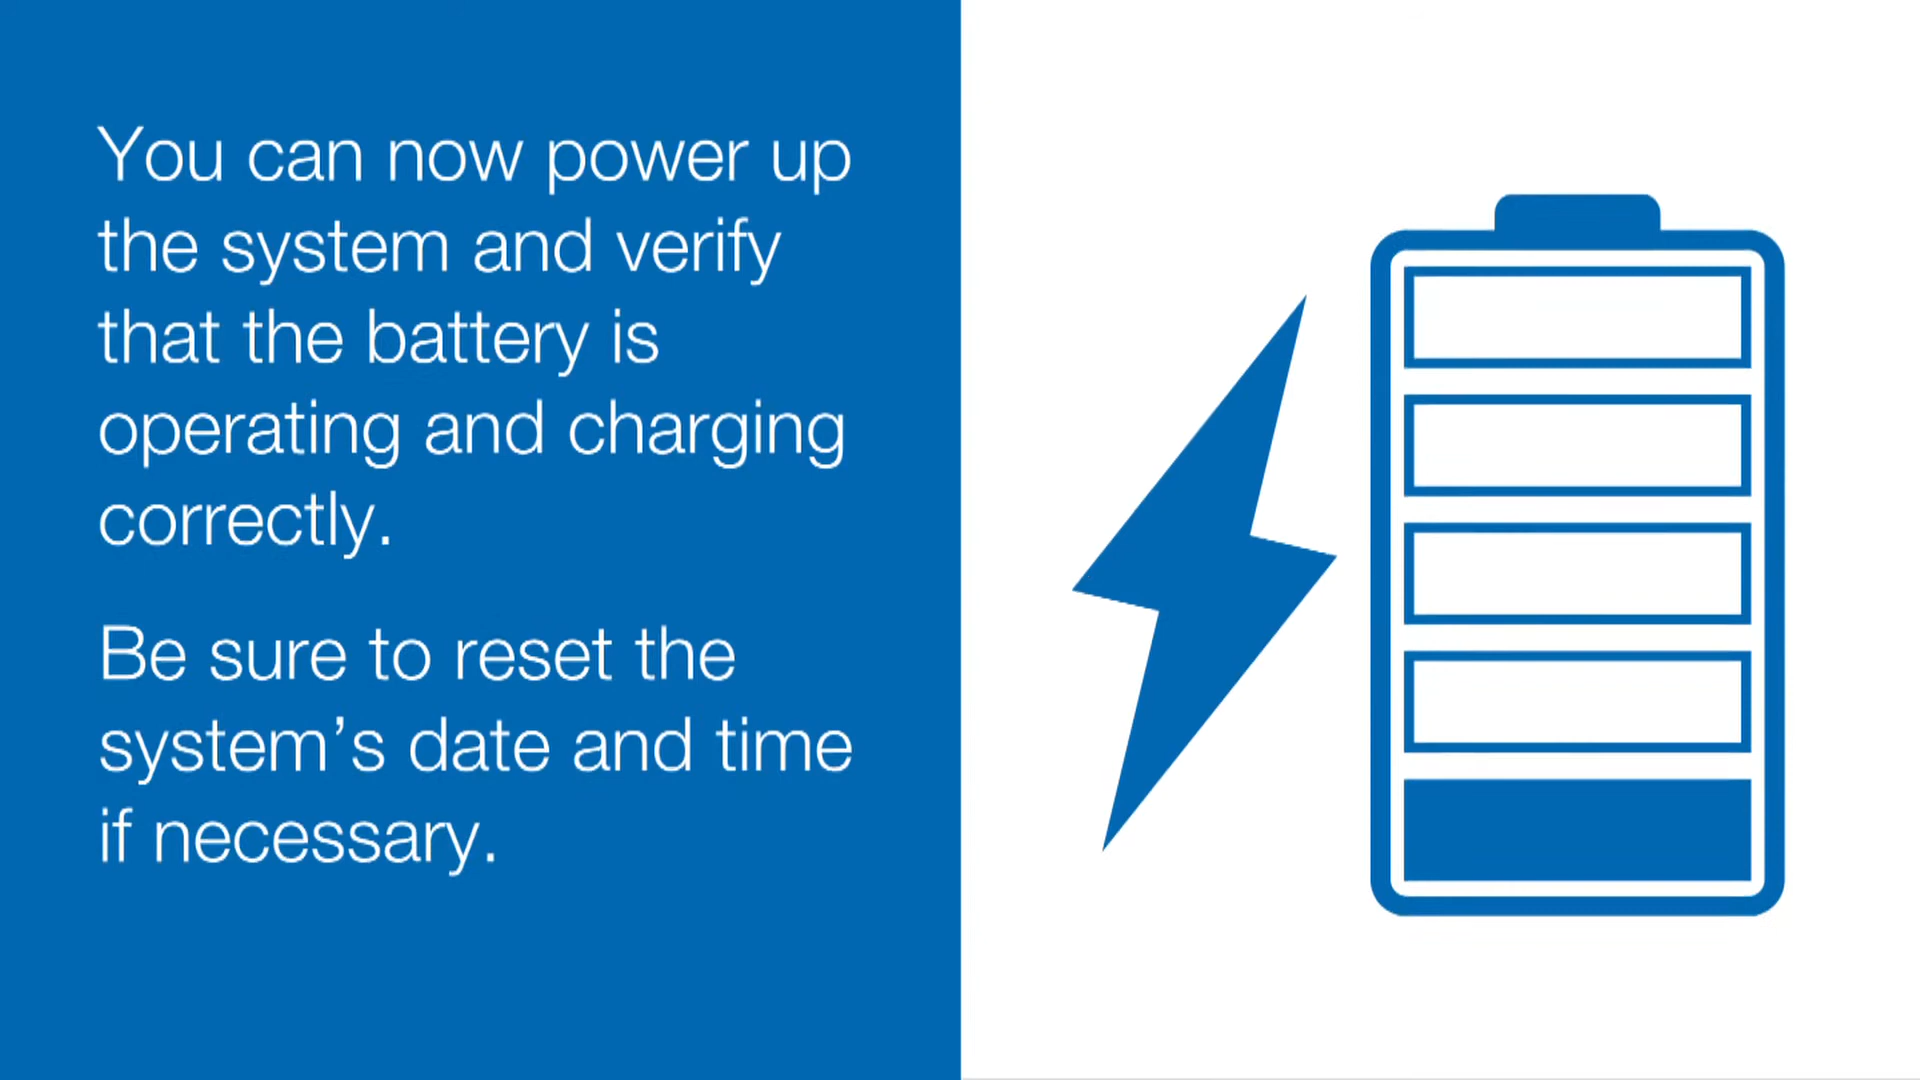 You can now power up
the system and verify
that the battery is
operating and charging
correctly.
Be sure to reset the
system’s date and time
if necessary.